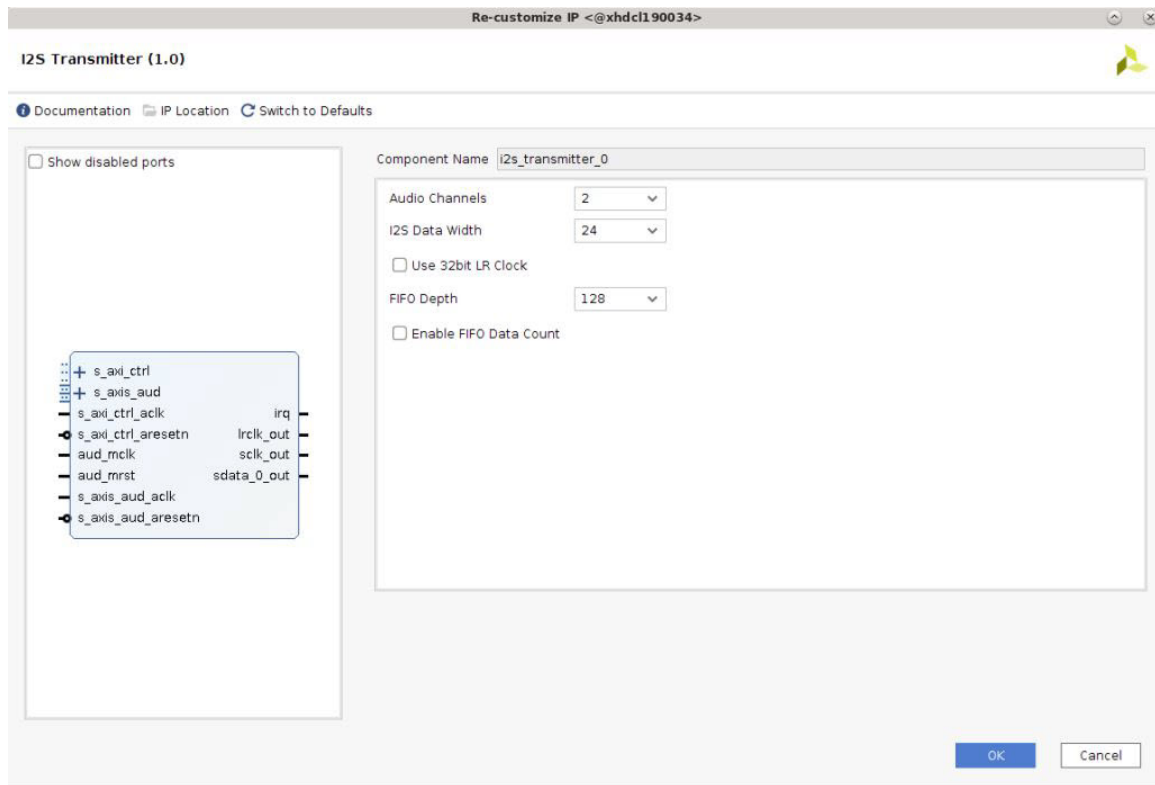 Re-customize IP <@xhdcl190034>
I2S Transmitter (1.0)
Documentation IP Location Switch to Defaults
Show disabled ports
s_axi_ctrl
s_axis_aud
s_axi_ctrl_aclk irq
s_axi_ctrl_aresetn lrclk_out
aud_mclk sclk_out
aud_mrst sdata_0_out
s_axis_aud_aclk
s_axis_aud_aresetn
Component Name i2s_transmitter_0
Audio Channels 2
I2S Data Width 24
Use 32bit LR Clock
FIFO Depth 128
Enable FIFO Data Count
OK Cancel